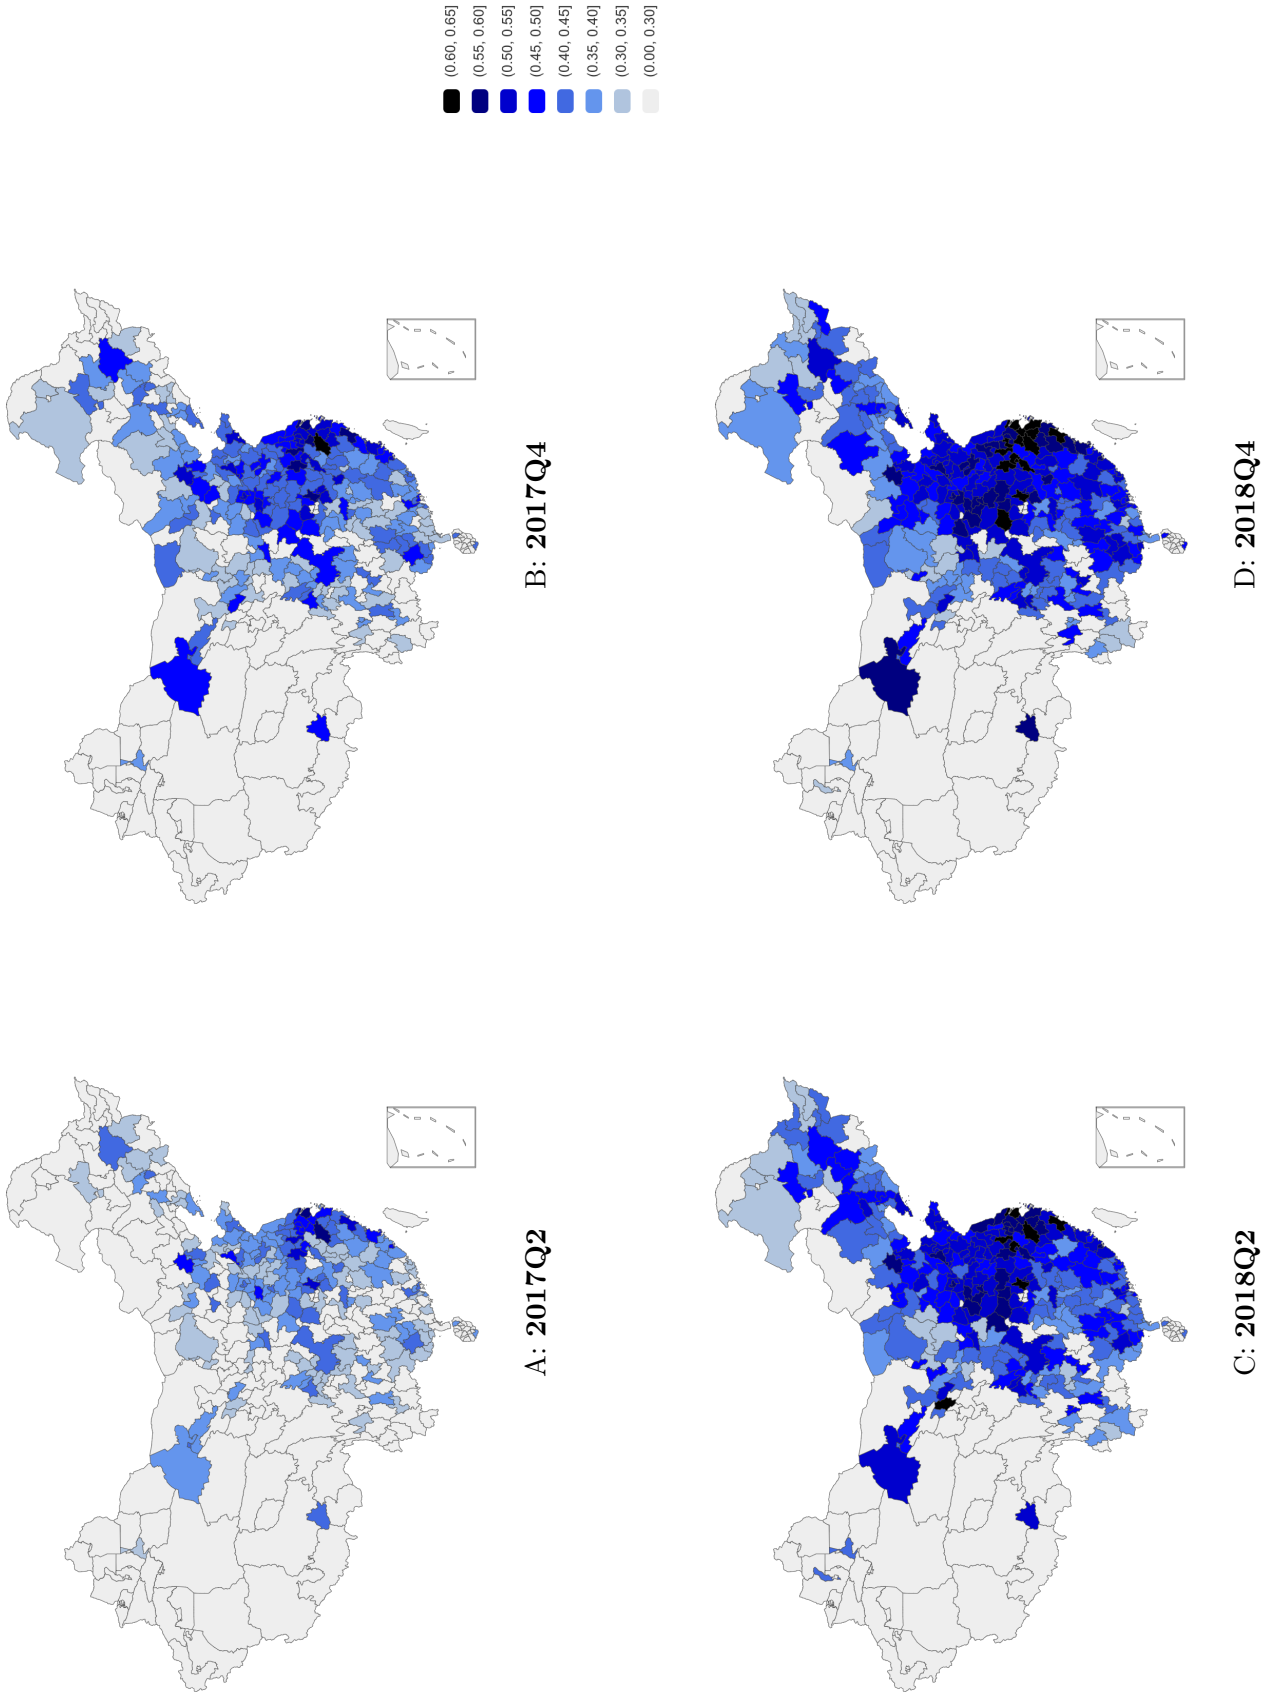 (0.60, 0.65]
(0.55, 0.60]
(0.50, 0.55]
(0.45, 0.50]
(0.40, 0.45]
(0.35, 0.40]
(0.30, 0.35]
(0.00, 0.30]
A: 2017Q2
B: 2017Q4
C: 2018Q2
D: 2018Q4